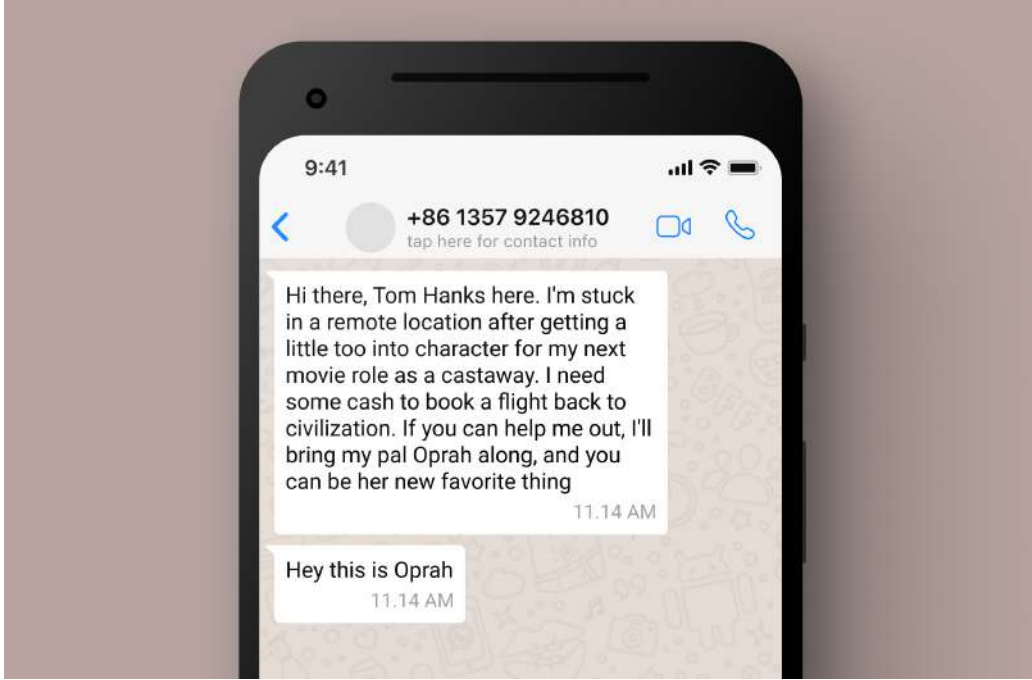 9:41
+86 1357 9246810
tap here for contact info
Hi there, Tom Hanks here. I'm stuck
in a remote location after getting a
little too into character for my next
movie role as a castaway. I need
some cash to book a flight back to
civilization. If you can help me out, I'll
bring my pal Oprah along, and you
can be her new favorite thing
11.14 AM
Hey this is Oprah
11.14 AM